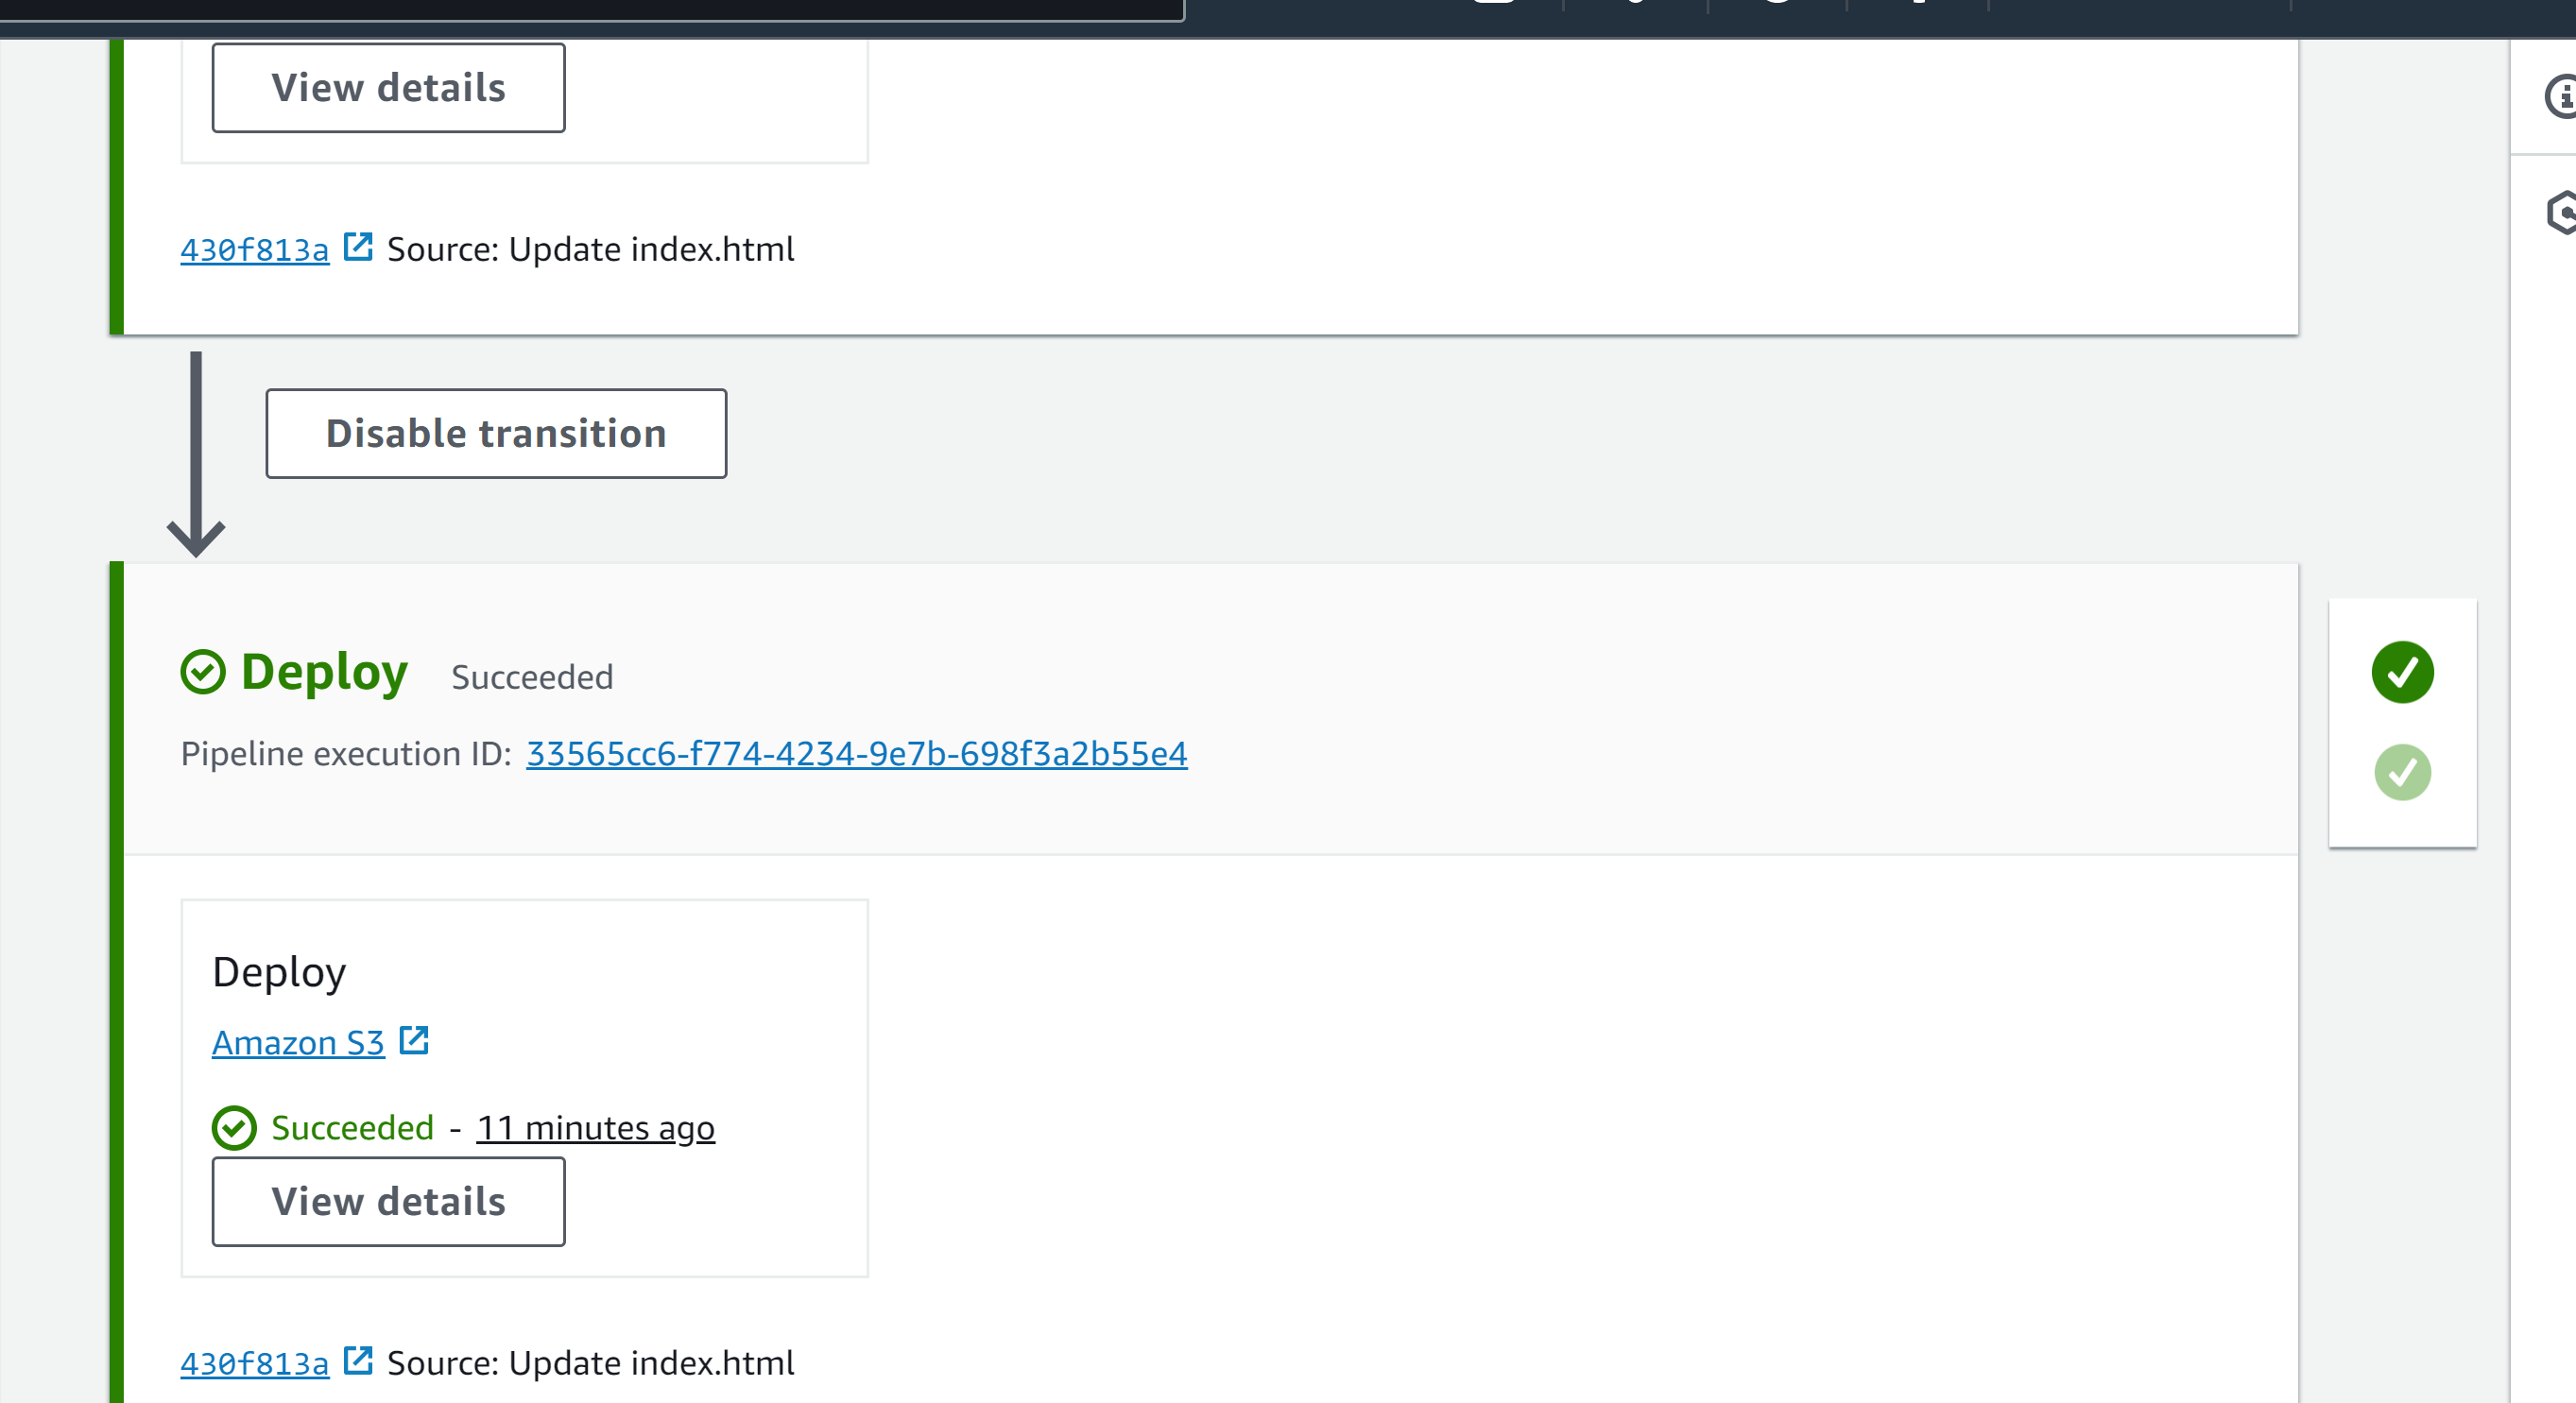 View details
430f813a Source: Update index.html
Disable transition
Deploy Succeeded
Pipeline execution ID: 33565cc6-f774-4234-9e7b-698f3a2b55e4
Deploy
Amazon S3
Succeeded - 11 minutes ago
View details
430f813a Source: Update index.html